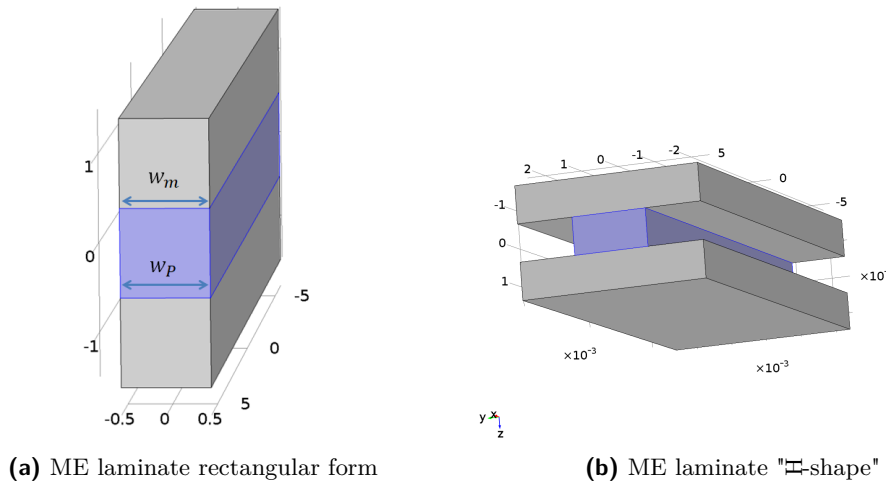 1
0
-1
w_m
w_P
-0.5 0 0.5
5
0
-5
2 1 0 -1 -2
5
0
-5
-1
0
1
×10⁻³
×10⁻³
y x
z
(a) ME laminate rectangular form
(b) ME laminate "H-shape"